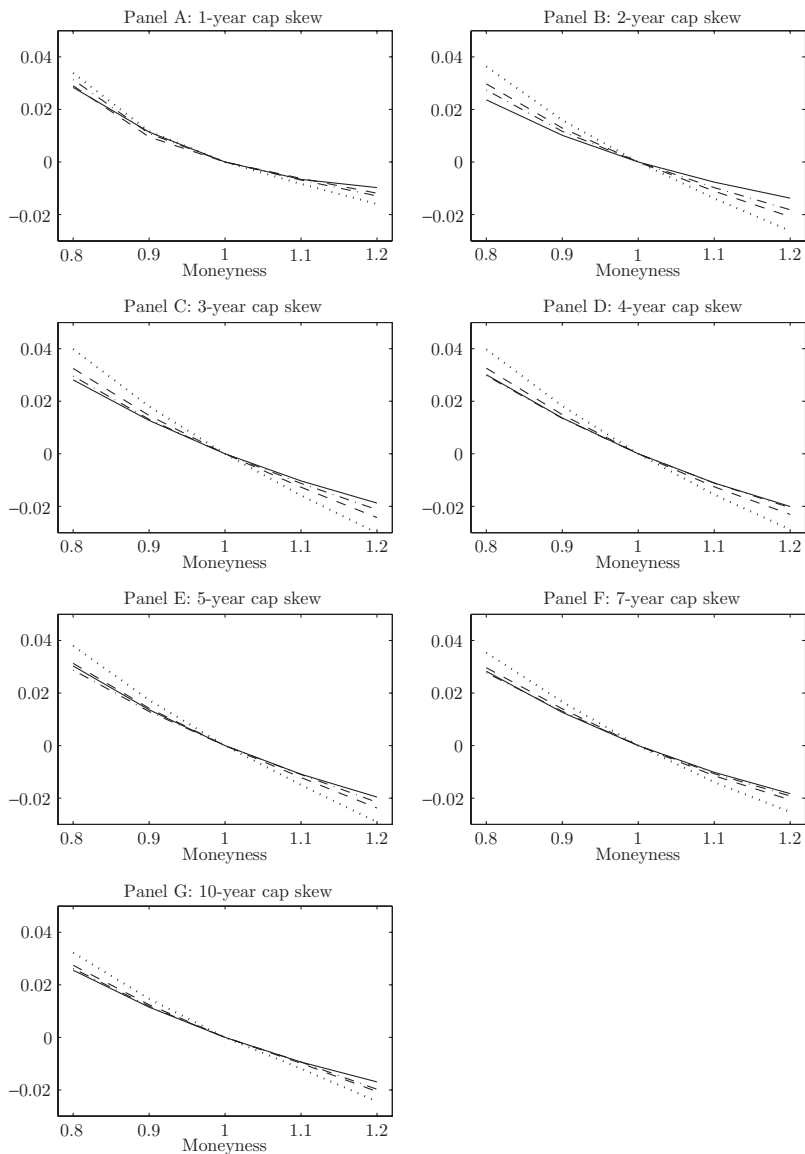 Panel A: 1-year cap skew
0.04
0.02
0
−0.02
0.8 0.9 1 1.1 1.2
Moneyness
Panel B: 2-year cap skew
0.04
0.02
0
−0.02
0.8 0.9 1 1.1 1.2
Moneyness
Panel C: 3-year cap skew
0.04
0.02
0
−0.02
0.8 0.9 1 1.1 1.2
Moneyness
Panel D: 4-year cap skew
0.04
0.02
0
−0.02
0.8 0.9 1 1.1 1.2
Moneyness
Panel E: 5-year cap skew
0.04
0.02
0
−0.02
0.8 0.9 1 1.1 1.2
Moneyness
Panel F: 7-year cap skew
0.04
0.02
0
−0.02
0.8 0.9 1 1.1 1.2
Moneyness
Panel G: 10-year cap skew
0.04
0.02
0
−0.02
0.8 0.9 1 1.1 1.2
Moneyness